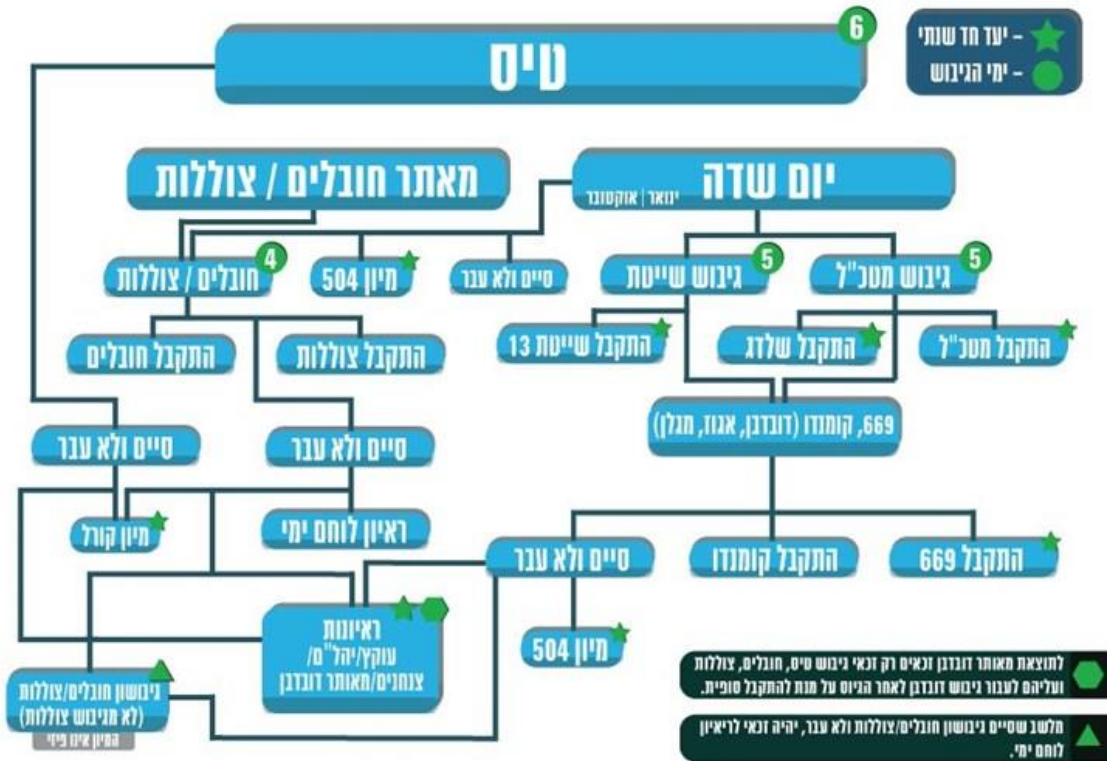 6
טיס
– יעד חד שנתי
– ימי הגיבוש
מאתר חובלים / צוללות
יום שדה
ינואר | אוקטובר
חובלים / צוללות
4
מיון 504
סיים ולא עבר
גיבוש שייטת
5
גיבוש מטכ"ל
5
התקבל חובלים
התקבל צוללות
התקבל שייטת 13
התקבל שלדג
התקבל מטכ"ל
669, קומנדו (דובדבן, אגוז, מגלן)
סיים ולא עבר
סיים ולא עבר
מיון קורל
ראיון לוחם ימי
סיים ולא עבר
התקבל קומנדו
התקבל 669
ראיונות
עוקץ/יהל"ם/
צנחנים/מאותר דובדבן
מיון 504
גיבושון חובלים/צוללות
(לא מגיבוש צוללות)
המיון אינו פיזי
לתוצאת מאותר דובדבן זכאים רק זכאי גיבוש טיס, חובלים, צוללות
ועליהם לעבור גיבוש דובדבן לאחר הגיוס על מנת להתקבל סופית.
מלשב שסיים גיבושון חובלים/צוללות ולא עבר, יהיה זכאי לריאיון
לוחם ימי.